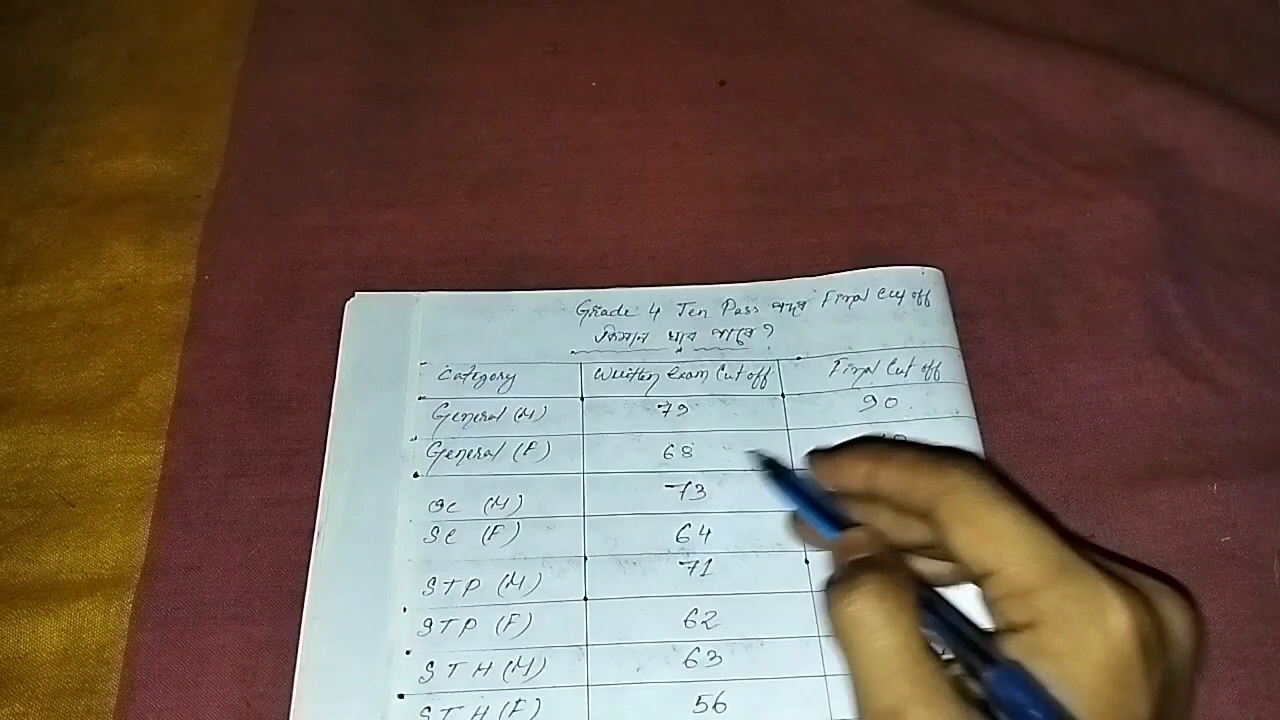 Grade 4 Ten Pass পদৰ Final Cut off
কিমান যাব পাৰে?
Category Written Exam Cut off Final Cut off
General (M) 79 90
General (F) 68
SC (M) 73
SC (F) 64
STP (M) 71
STP (F) 62
STH (M) 63
STH (F) 56